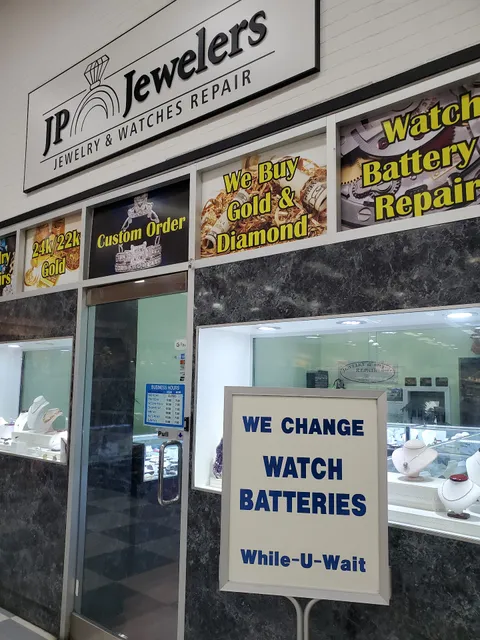 JP Jewelers
JEWELRY & WATCHES REPAIR
24k 22k
Gold
Custom Order
We Buy
Gold &
Diamond
Watch
Battery
Repair
BUSINESS HOURS
WE CHANGE
WATCH
BATTERIES
While-U-Wait